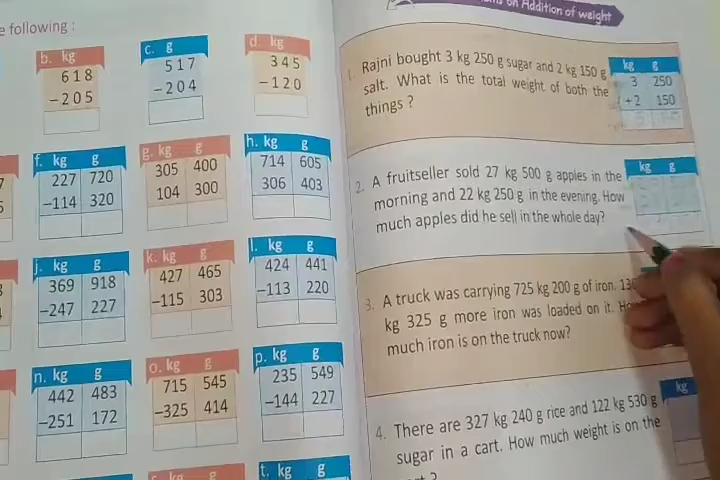 e following :
b. kg
618
-205
c. g
517
-204
d. kg
345
-120
f. kg g
227 720
-114 320
g. kg g
305 400
104 300
h. kg g
714 605
306 403
j. kg g
369 918
-247 227
k. kg g
427 465
-115 303
l. kg g
424 441
-113 220
n. kg g
442 483
-251 172
o. kg g
715 545
-325 414
p. kg g
235 549
-144 227
kg g
t. kg g
on Addition of weight
1. Rajni bought 3 kg 250 g sugar and 2 kg 150 g
salt. What is the total weight of both the
things ?
kg g
3 250
+2 150
2. A fruitseller sold 27 kg 500 g apples in the
morning and 22 kg 250 g in the evening. How
much apples did he sell in the whole day?
kg g
3. A truck was carrying 725 kg 200 g of iron.
kg 325 g more iron was loaded on it.
much iron is on the truck now?
4. There are 327 kg 240 g rice and 122 kg 530 g
sugar in a cart. How much weight is on the
kg